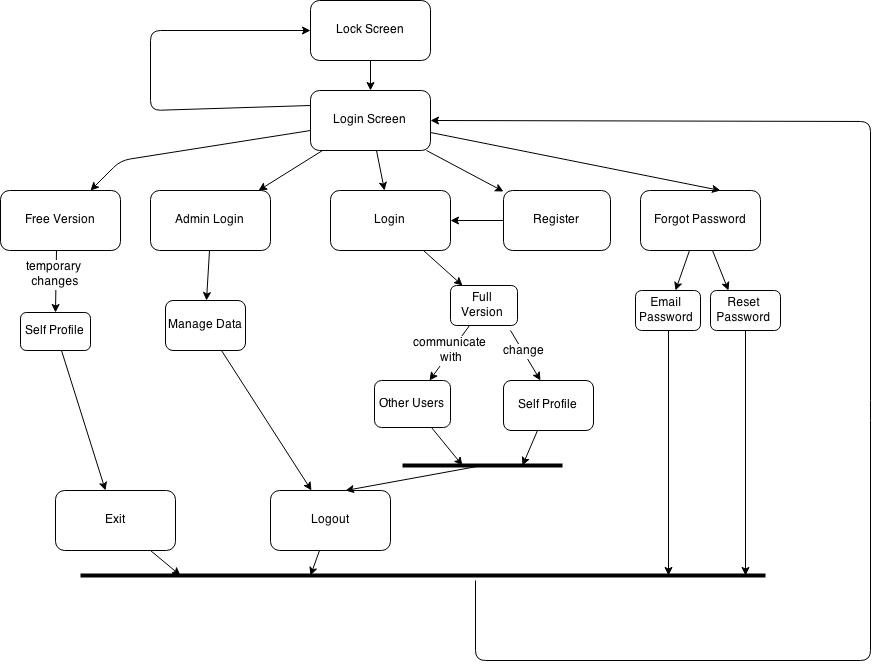 Lock Screen
Login Screen
Free Version
Admin Login
Login
Register
Forgot Password
temporary
changes
Self Profile
Manage Data
Full
Version
Email
Password
Reset
Password
communicate
with
change
Other Users
Self Profile
Exit
Logout